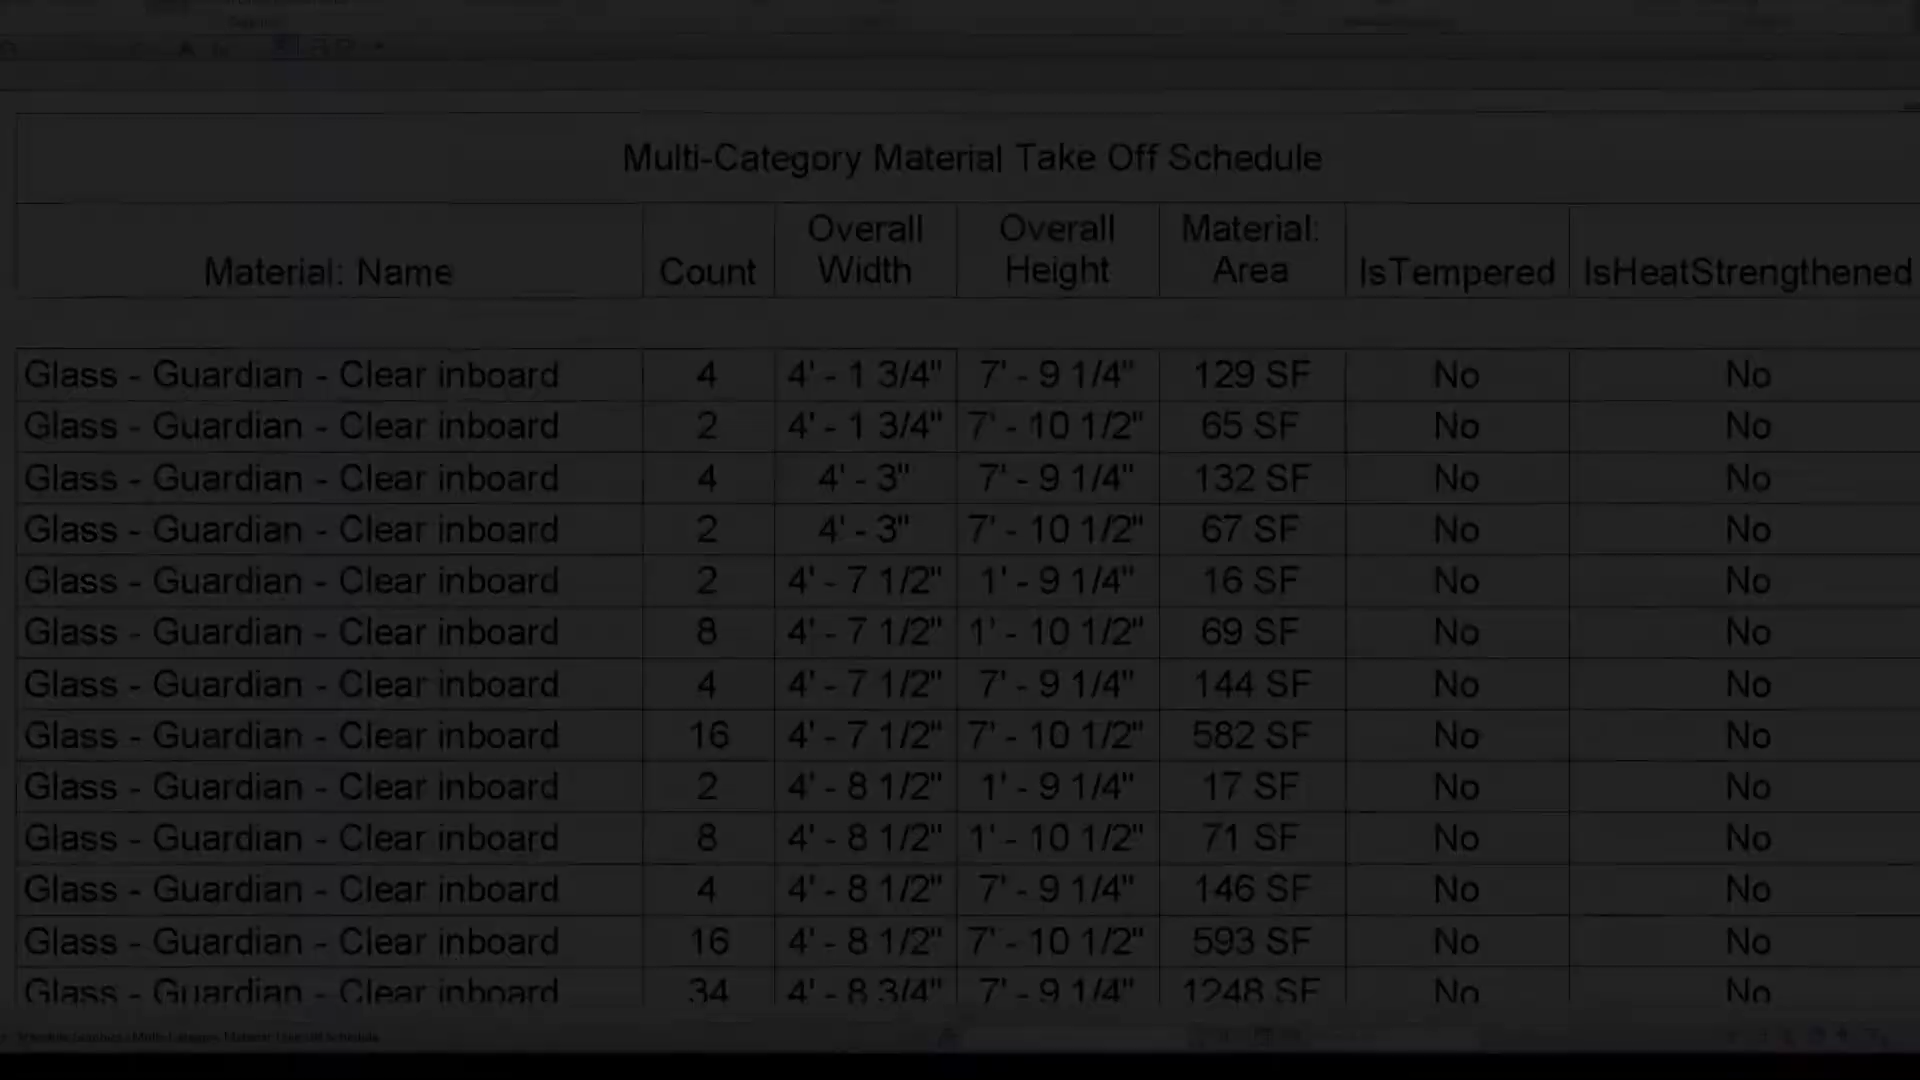 Multi-Category Material Take Off Schedule
Material: Name Count Overall Width Overall Height Material: Area IsTempered IsHeatStrengthened
Glass - Guardian - Clear inboard 4 4' - 1 3/4" 7' - 9 1/4" 129 SF No No
Glass - Guardian - Clear inboard 2 4' - 1 3/4" 7' - 10 1/2" 65 SF No No
Glass - Guardian - Clear inboard 4 4' - 3" 7' - 9 1/4" 132 SF No No
Glass - Guardian - Clear inboard 2 4' - 3" 7' - 10 1/2" 67 SF No No
Glass - Guardian - Clear inboard 2 4' - 7 1/2" 1' - 9 1/4" 16 SF No No
Glass - Guardian - Clear inboard 8 4' - 7 1/2" 1' - 10 1/2" 69 SF No No
Glass - Guardian - Clear inboard 4 4' - 7 1/2" 7' - 9 1/4" 144 SF No No
Glass - Guardian - Clear inboard 16 4' - 7 1/2" 7' - 10 1/2" 582 SF No No
Glass - Guardian - Clear inboard 2 4' - 8 1/2" 1' - 9 1/4" 17 SF No No
Glass - Guardian - Clear inboard 8 4' - 8 1/2" 1' - 10 1/2" 71 SF No No
Glass - Guardian - Clear inboard 4 4' - 8 1/2" 7' - 9 1/4" 146 SF No No
Glass - Guardian - Clear inboard 16 4' - 8 1/2" 7' - 10 1/2" 593 SF No No
Glass - Guardian - Clear inboard 34 4' - 8 3/4" 7' - 9 1/4" 1248 SF No No
Multi-Category Material Take Off Schedule